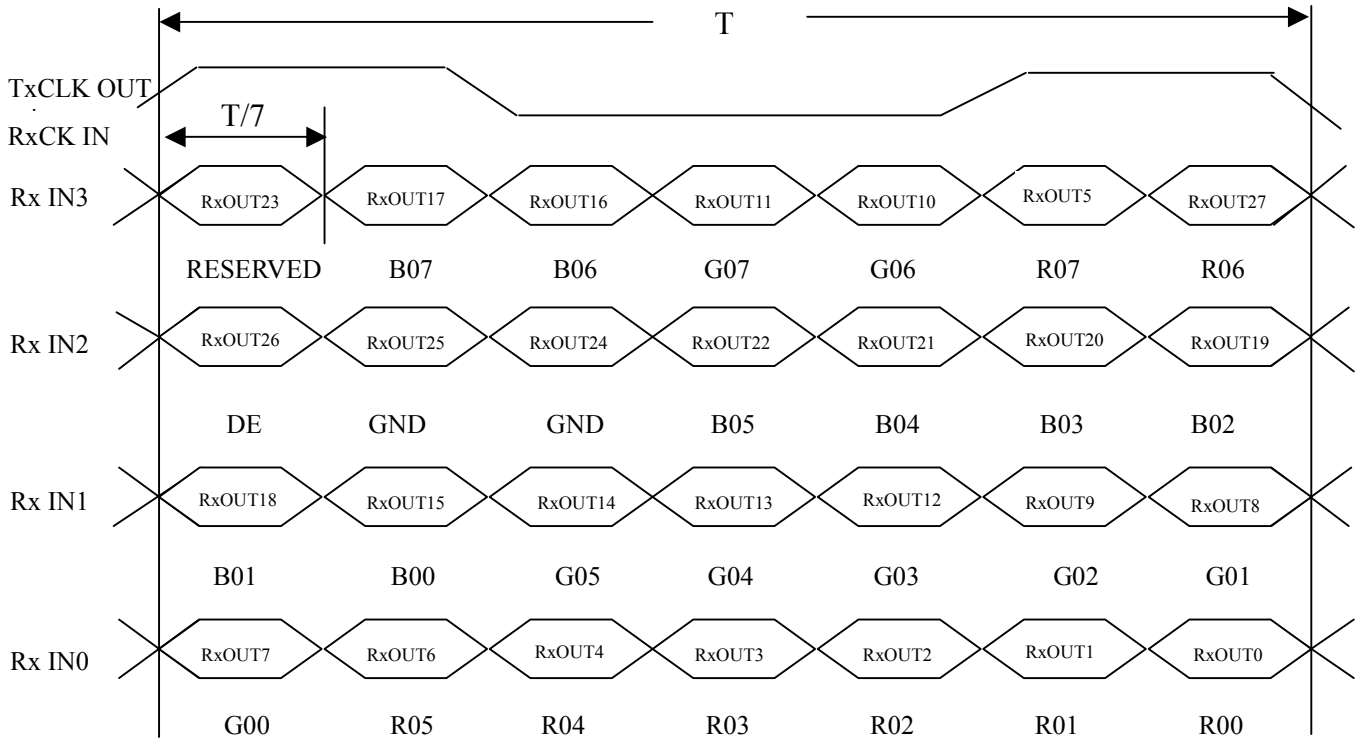 T
TxCLK OUT
RxCK IN
T/7
Rx IN3 RxOUT23 RxOUT17 RxOUT16 RxOUT11 RxOUT10 RxOUT5 RxOUT27
RESERVED B07 B06 G07 G06 R07 R06
Rx IN2 RxOUT26 RxOUT25 RxOUT24 RxOUT22 RxOUT21 RxOUT20 RxOUT19
DE GND GND B05 B04 B03 B02
Rx IN1 RxOUT18 RxOUT15 RxOUT14 RxOUT13 RxOUT12 RxOUT9 RxOUT8
B01 B00 G05 G04 G03 G02 G01
Rx IN0 RxOUT7 RxOUT6 RxOUT4 RxOUT3 RxOUT2 RxOUT1 RxOUT0
G00 R05 R04 R03 R02 R01 R00